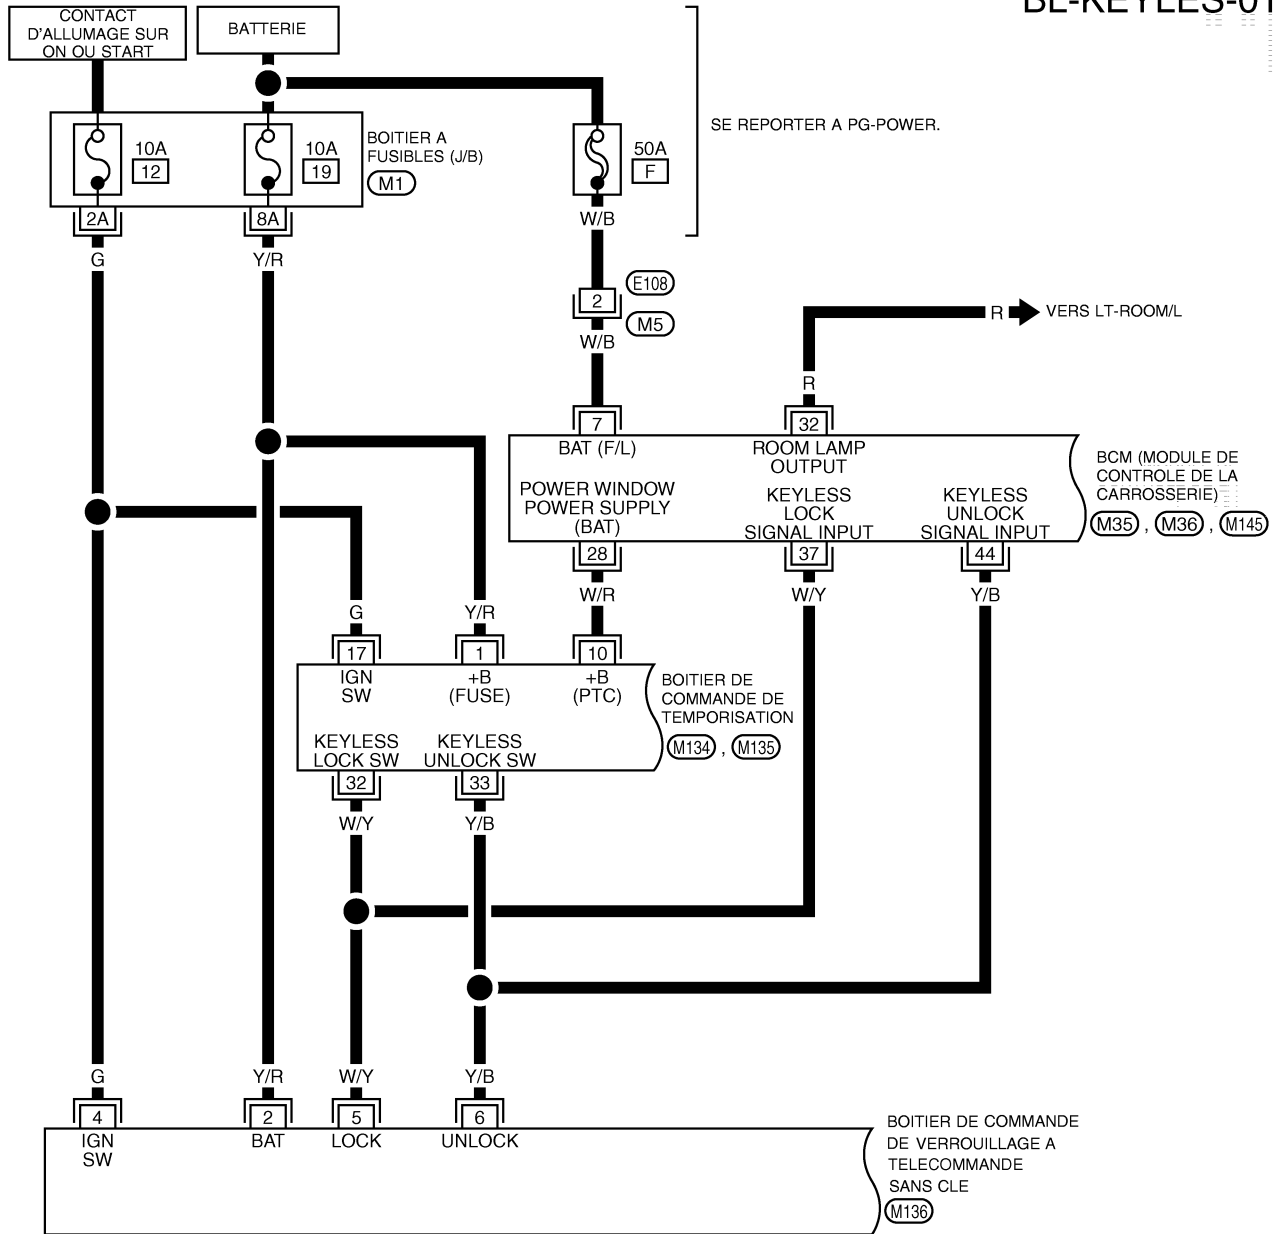 BL-KEYLES-01
CONTACT
D'ALLUMAGE SUR
ON OU START
BATTERIE
SE REPORTER A PG-POWER.
10A
12
10A
19
BOITIER A
FUSIBLES (J/B)
M1
50A
F
2A
8A
W/B
G
Y/R
E108
2
M5
W/B
R
VERS LT-ROOM/L
R
7
32
BAT (F/L)
ROOM LAMP
OUTPUT
POWER WINDOW
POWER SUPPLY
(BAT)
KEYLESS
LOCK
SIGNAL INPUT
KEYLESS
UNLOCK
SIGNAL INPUT
BCM (MODULE DE
CONTROLE DE LA
CARROSSERIE)
M35 , M36 , M145
28
37
44
W/R
W/Y
Y/B
G
Y/R
17
1
10
IGN
SW
+B
(FUSE)
+B
(PTC)
BOITIER DE
COMMANDE DE
TEMPORISATION
M134 , M135
KEYLESS
LOCK SW
KEYLESS
UNLOCK SW
32
33
W/Y
Y/B
G
Y/R
W/Y
Y/B
4
2
5
6
IGN
SW
BAT
LOCK
UNLOCK
BOITIER DE COMMANDE
DE VERROUILLAGE A
TELECOMMANDE
SANS CLE
M136